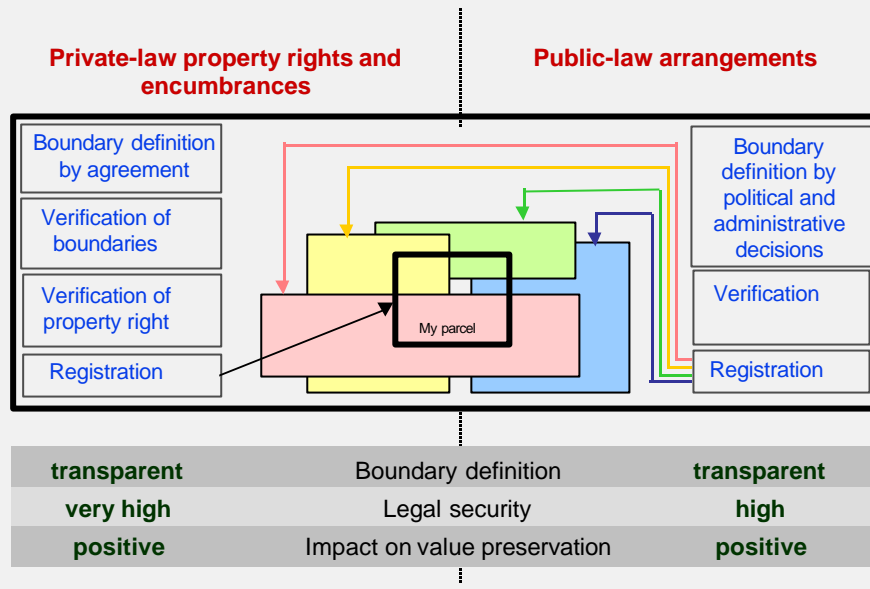 Private-law property rights and
encumbrances
Public-law arrangements
Boundary definition
by agreement
Verification of
boundaries
Verification of
property right
Registration
My parcel
Boundary
definition by
political and
administrative
decisions
Verification
Registration
transparent Boundary definition transparent
very high Legal security high
positive Impact on value preservation positive